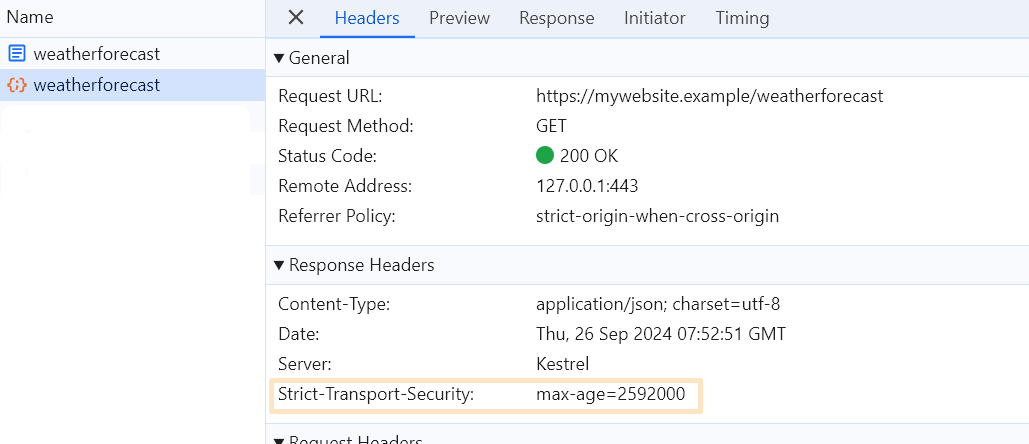 Name
weatherforecast
weatherforecast
Headers Preview Response Initiator Timing
General
Request URL: https://mywebsite.example/weatherforecast
Request Method: GET
Status Code: 200 OK
Remote Address: 127.0.0.1:443
Referrer Policy: strict-origin-when-cross-origin
Response Headers
Content-Type: application/json; charset=utf-8
Date: Thu, 26 Sep 2024 07:52:51 GMT
Server: Kestrel
Strict-Transport-Security: max-age=2592000
Request Headers